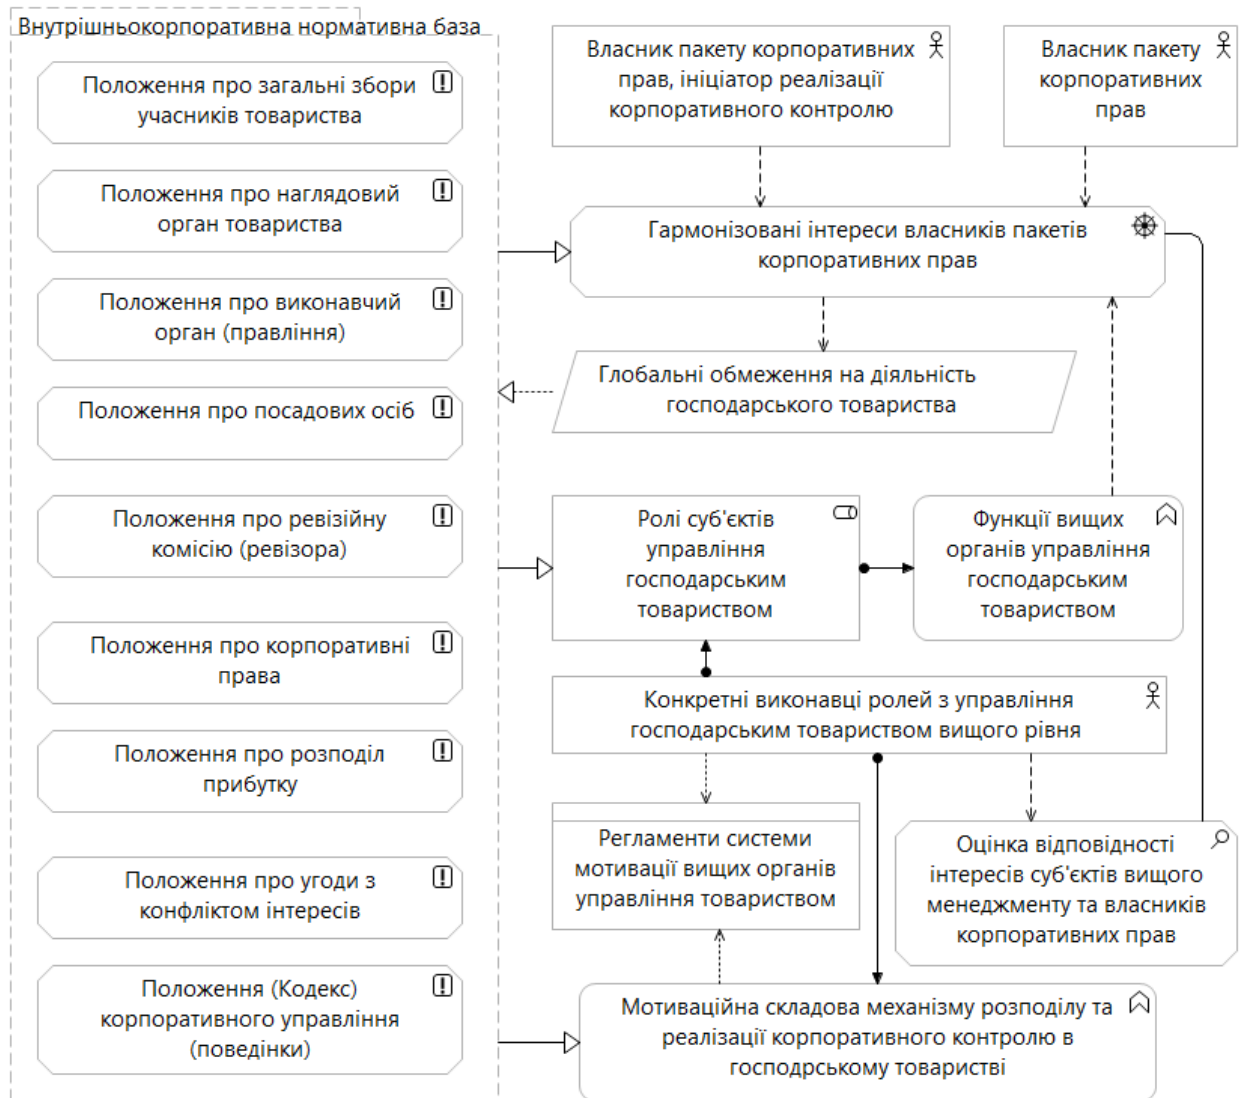 Внутрішньокорпоративна нормативна база
Положення про загальні збори
учасників товариства
Положення про наглядовий
орган товариства
Положення про виконавчий
орган (правління)
Положення про посадових осіб
Положення про ревізійну
комісію (ревізора)
Положення про корпоративні
права
Положення про розподіл
прибутку
Положення про угоди з
конфліктом інтересів
Положення (Кодекс)
корпоративного управління
(поведінки)
Власник пакету корпоративних
прав, ініціатор реалізації
корпоративного контролю
Власник пакету
корпоративних
прав
Гармонізовані інтереси власників пакетів
корпоративних прав
Глобальні обмеження на діяльність
господарського товариства
Ролі суб'єктів
управління
господарським
товариством
Функції вищих
органів управління
господарським
товариством
Конкретні виконавці ролей з управління
господарським товариством вищого рівня
Регламенти системи
мотивації вищих органів
управління товариством
Оцінка відповідності
інтересів суб'єктів вищого
менеджменту та власників
корпоративних прав
Мотиваційна складова механізму розподілу та
реалізації корпоративного контролю в
господрському товаристві